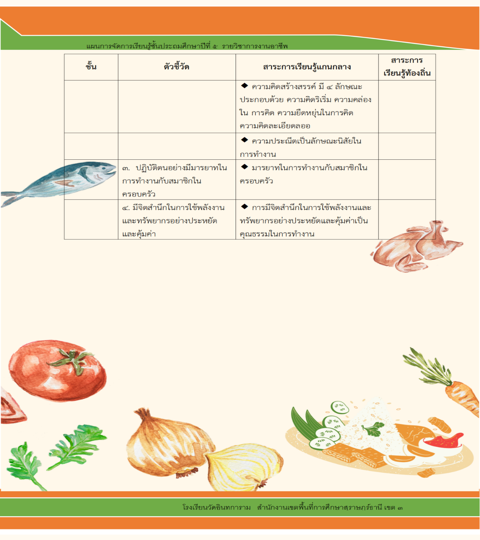 แผนการจัดการเรียนรู้ชั้นประถมศึกษาปีที่ ๕ รายวิชาการงานอาชีพ
ชั้น
ตัวชี้วัด
สาระการเรียนรู้แกนกลาง
สาระการ
เรียนรู้ท้องถิ่น
◆ ความคิดสร้างสรรค์ มี ๔ ลักษณะ
ประกอบด้วย ความคิดริเริ่ม ความคล่อง
ใน การคิด ความยืดหยุ่นในการคิด
ความคิดละเอียดลออ
◆ ความประณีตเป็นลักษณะนิสัยใน
การทำงาน
๓. ปฏิบัติตนอย่างมีมารยาทใน
การทำงานกับสมาชิกใน
ครอบครัว
◆ มารยาทในการทำงานกับสมาชิกใน
ครอบครัว
๔. มีจิตสำนึกในการใช้พลังงาน
และทรัพยากรอย่างประหยัด
และคุ้มค่า
◆ การมีจิตสำนึกในการใช้พลังงานและ
ทรัพยากรอย่างประหยัดและคุ้มค่าเป็น
คุณธรรมในการทำงาน
โรงเรียนวัดอินทการาม สำนักงานเขตพื้นที่การศึกษาสุราษฎร์ธานี เขต ๓